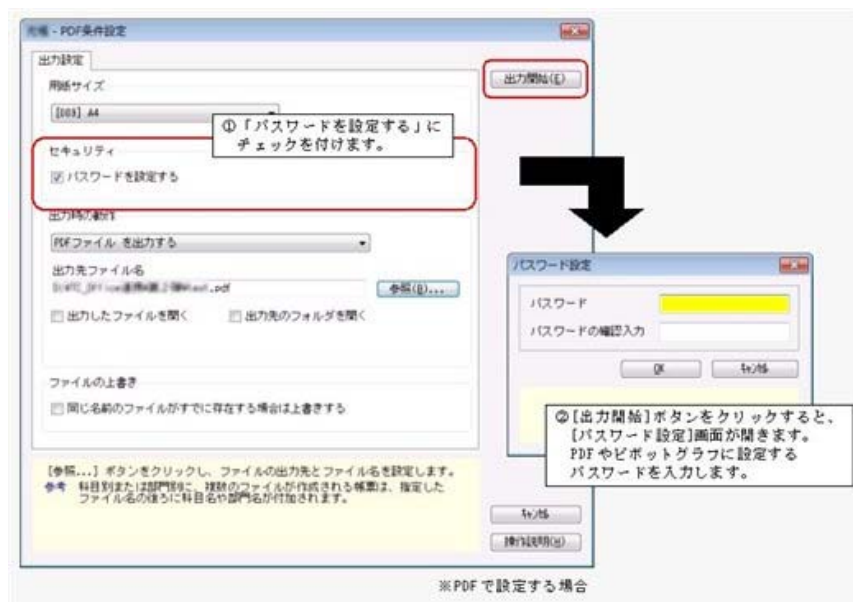 - PDF条件設定
出力設定
出力開始(E)
用紙サイズ
[003] A4
①「パスワードを設定する」に
チェックを付けます。
セキュリティ
パスワードを設定する
出力時の動作
PDFファイル を出力する
出力先ファイル名
.pdf
参照(B)...
出力したファイルを開く
出力先のフォルダを開く
ファイルの上書き
同じ名前のファイルがすでに存在する場合は上書きする
[参照...] ボタンをクリックし、ファイルの出力先とファイル名を設定します。
参考 科目別または部門別に、複数のファイルが作成される帳票は、指定した
ファイル名の後ろに科目名や部門名が付加されます。
キャンセル
操作説明(H)
パスワード設定
パスワード
パスワードの確認入力
OK
キャンセル
②[出力開始]ボタンをクリックすると、
[パスワード設定]画面が開きます。
PDFやピボットグラフに設定する
パスワードを入力します。
※PDFで設定する場合